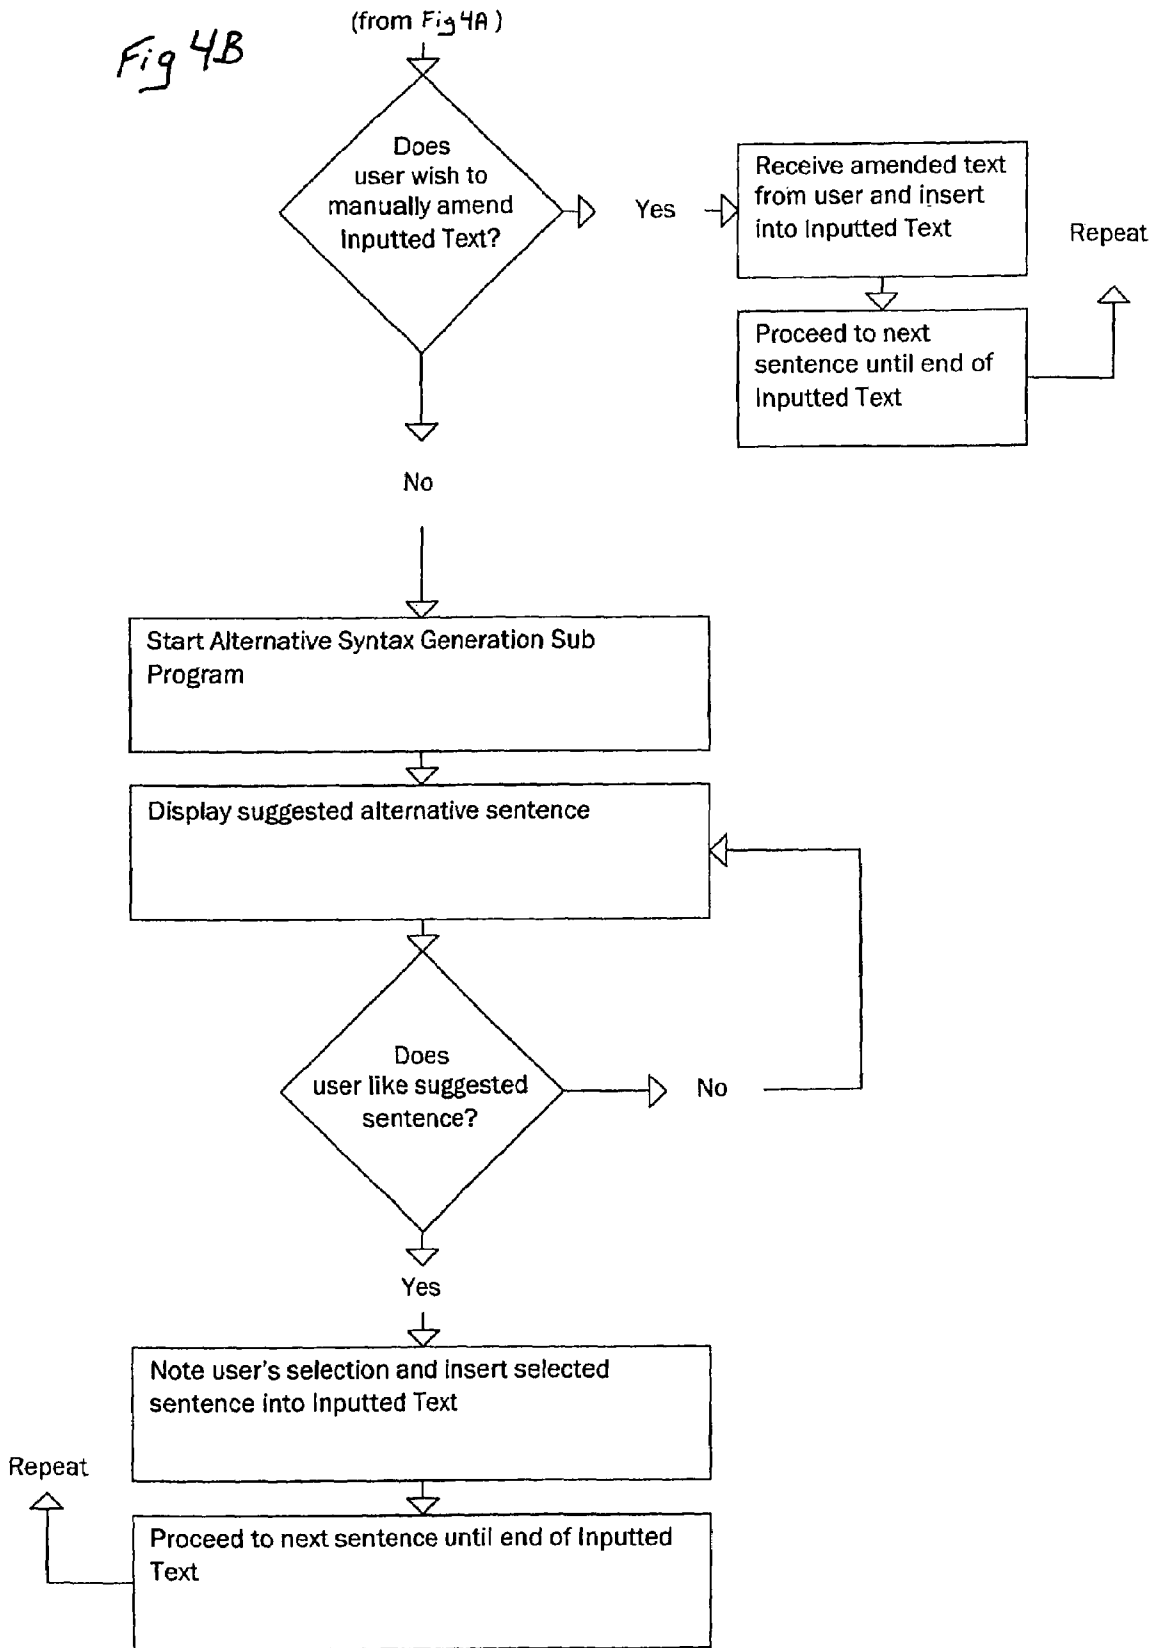 Fig 4B
(from Fig 4A)
Does
user wish to
manually amend
Inputted Text?
Yes
Receive amended text
from user and insert
into Inputted Text
Repeat
Proceed to next
sentence until end of
Inputted Text
No
Start Alternative Syntax Generation Sub
Program
Display suggested alternative sentence
Does
user like suggested
sentence?
No
Yes
Note user's selection and insert selected
sentence into Inputted Text
Repeat
Proceed to next sentence until end of Inputted
Text